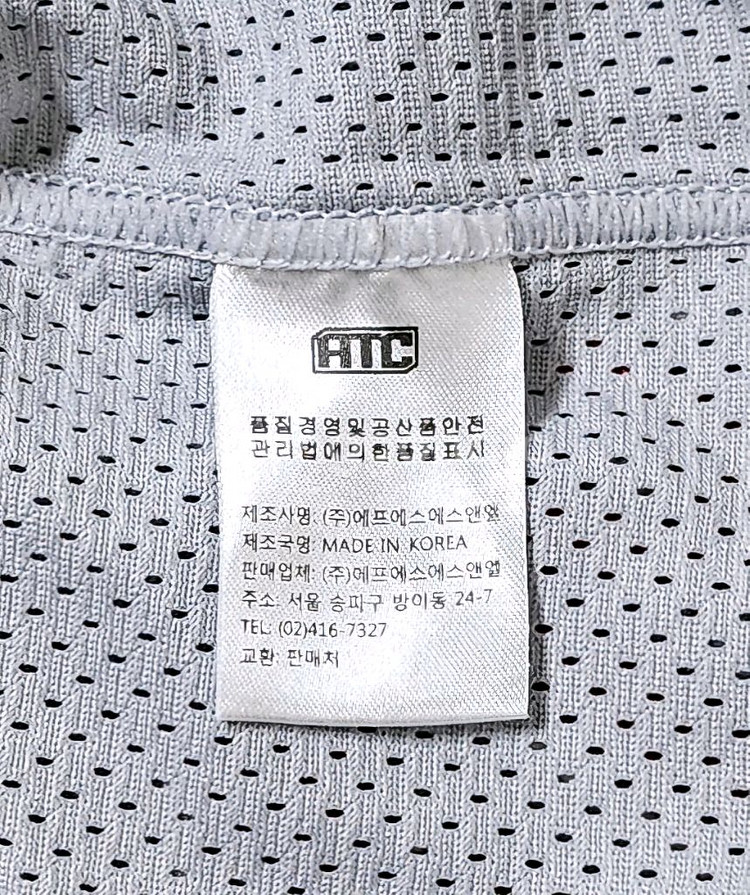 ATC
품질경영및공산품안전
관리법에의한품질표시
제조사명: (주)에프에스에스앤엘
제조국명: MADE IN KOREA
판매업체: (주)에프에스에스앤엘
주소: 서울 송피구 방이동 24-7
TEL: (02)416-7327
교환: 판매처